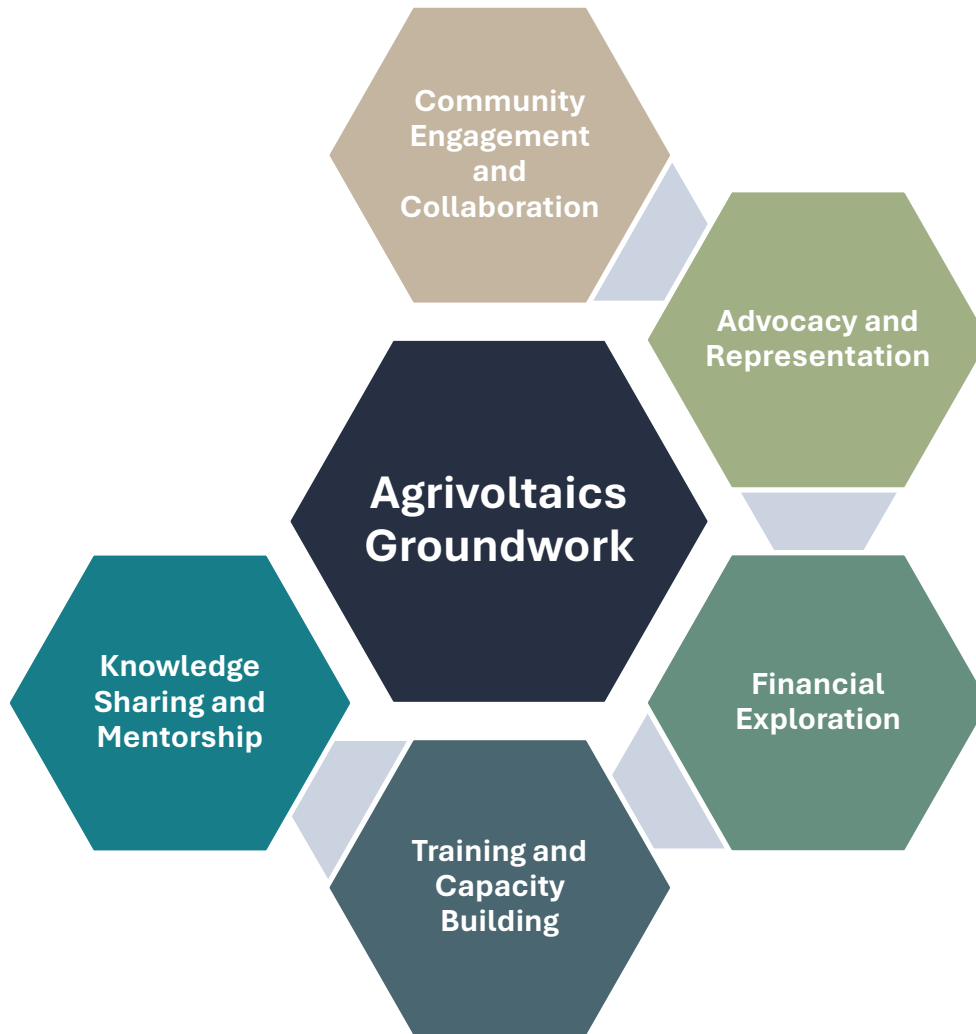 Community
Engagement
and
Collaboration
Advocacy and
Representation
Agrivoltaics
Groundwork
Financial
Exploration
Knowledge
Sharing and
Mentorship
Training and
Capacity
Building